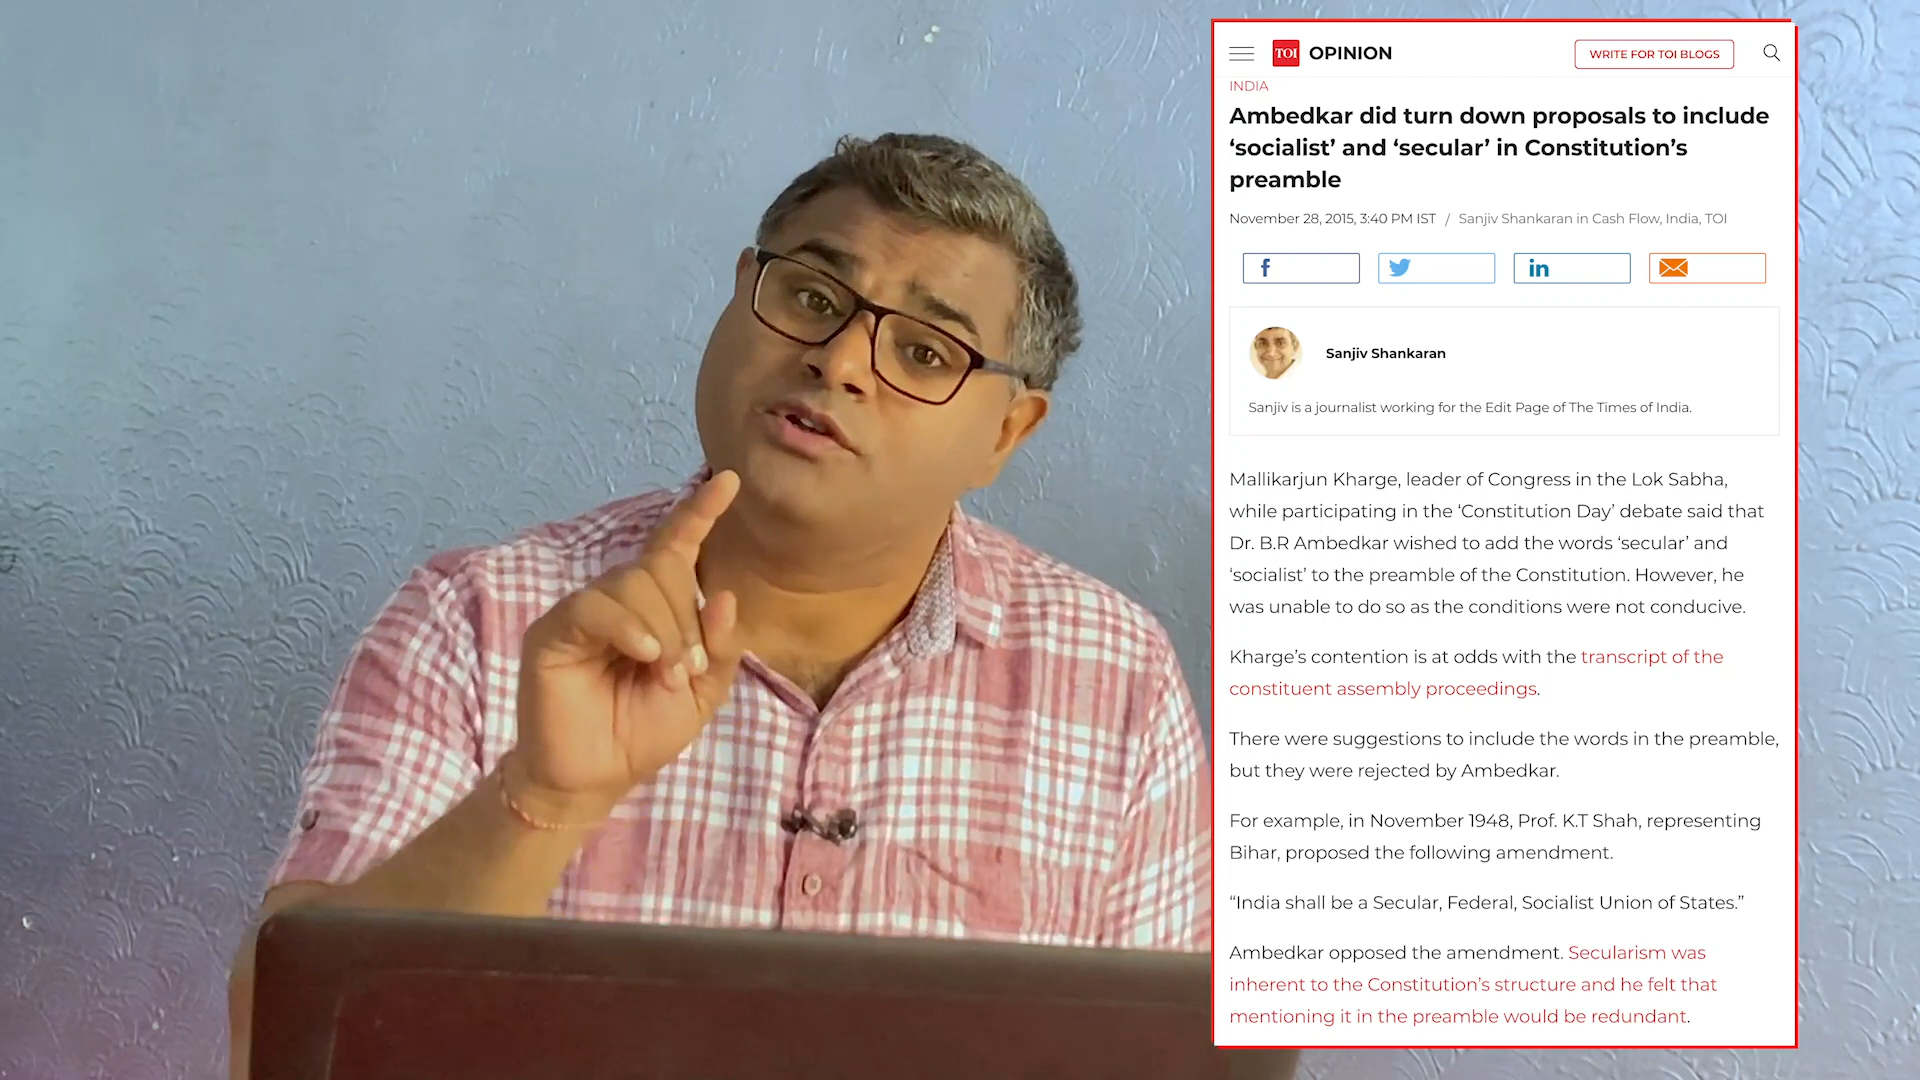 TOI OPINION
WRITE FOR TOI BLOGS
INDIA
Ambedkar did turn down proposals to include
‘socialist’ and ‘secular’ in Constitution’s
preamble
November 28, 2015, 3:40 PM IST / Sanjiv Shankaran in Cash Flow, India, TOI
f
in
Sanjiv Shankaran
Sanjiv is a journalist working for the Edit Page of The Times of India.
Mallikarjun Kharge, leader of Congress in the Lok Sabha,
while participating in the ‘Constitution Day’ debate said that
Dr. B.R Ambedkar wished to add the words ‘secular’ and
‘socialist’ to the preamble of the Constitution. However, he
was unable to do so as the conditions were not conducive.
Kharge’s contention is at odds with the transcript of the
constituent assembly proceedings.
There were suggestions to include the words in the preamble,
but they were rejected by Ambedkar.
For example, in November 1948, Prof. K.T Shah, representing
Bihar, proposed the following amendment.
“India shall be a Secular, Federal, Socialist Union of States.”
Ambedkar opposed the amendment. Secularism was
inherent to the Constitution’s structure and he felt that
mentioning it in the preamble would be redundant.